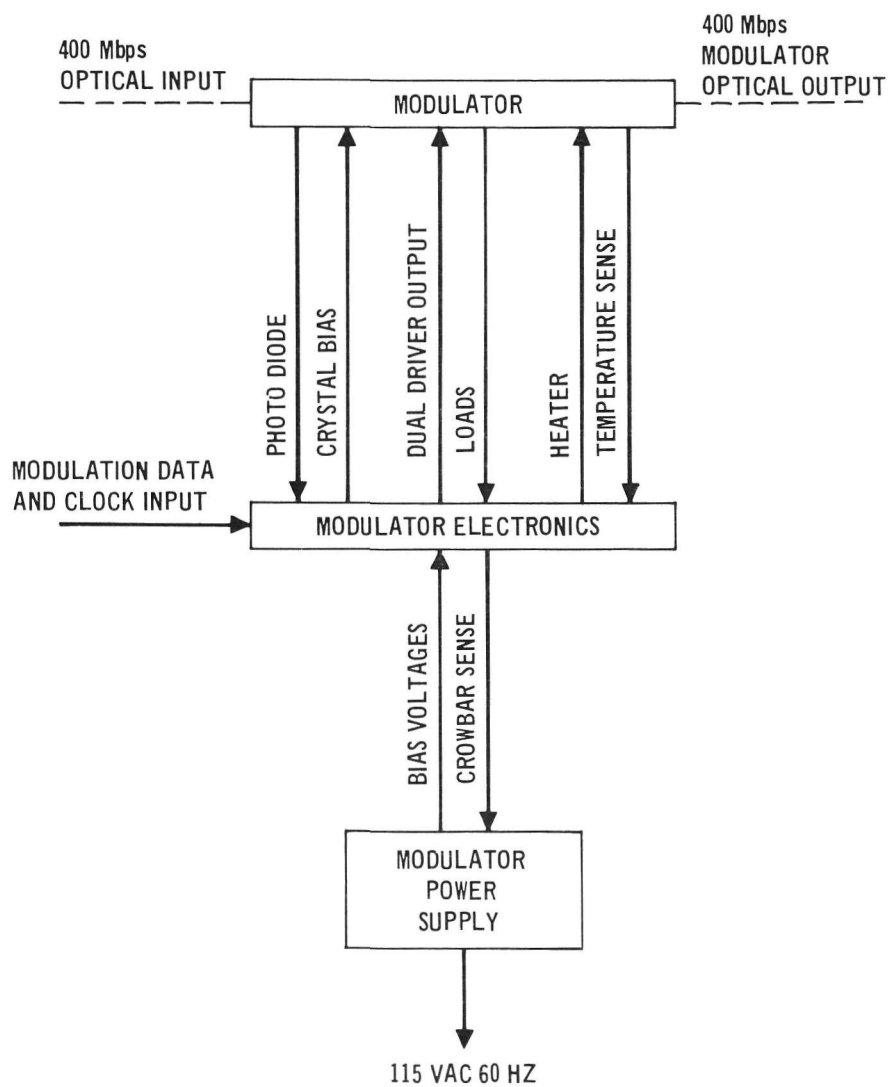 400 Mbps
OPTICAL INPUT
400 Mbps
MODULATOR
OPTICAL OUTPUT
MODULATOR
PHOTO DIODE
CRYSTAL BIAS
DUAL DRIVER OUTPUT
LOADS
HEATER
TEMPERATURE SENSE
MODULATION DATA
AND CLOCK INPUT
MODULATOR ELECTRONICS
BIAS VOLTAGES
CROWBAR SENSE
MODULATOR
POWER
SUPPLY
115 VAC 60 HZ